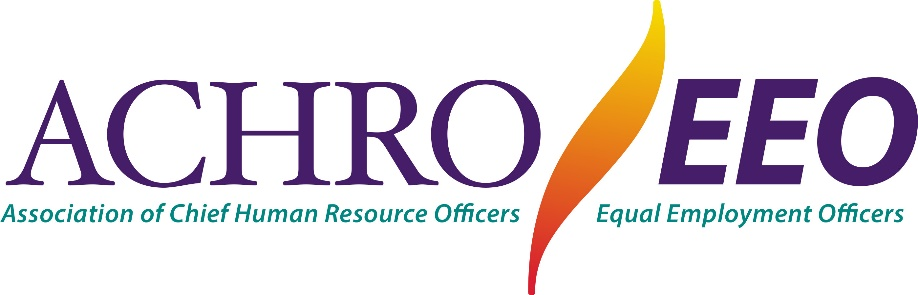 ACHRO EEO
Association of Chief Human Resource Officers Equal Employment Officers